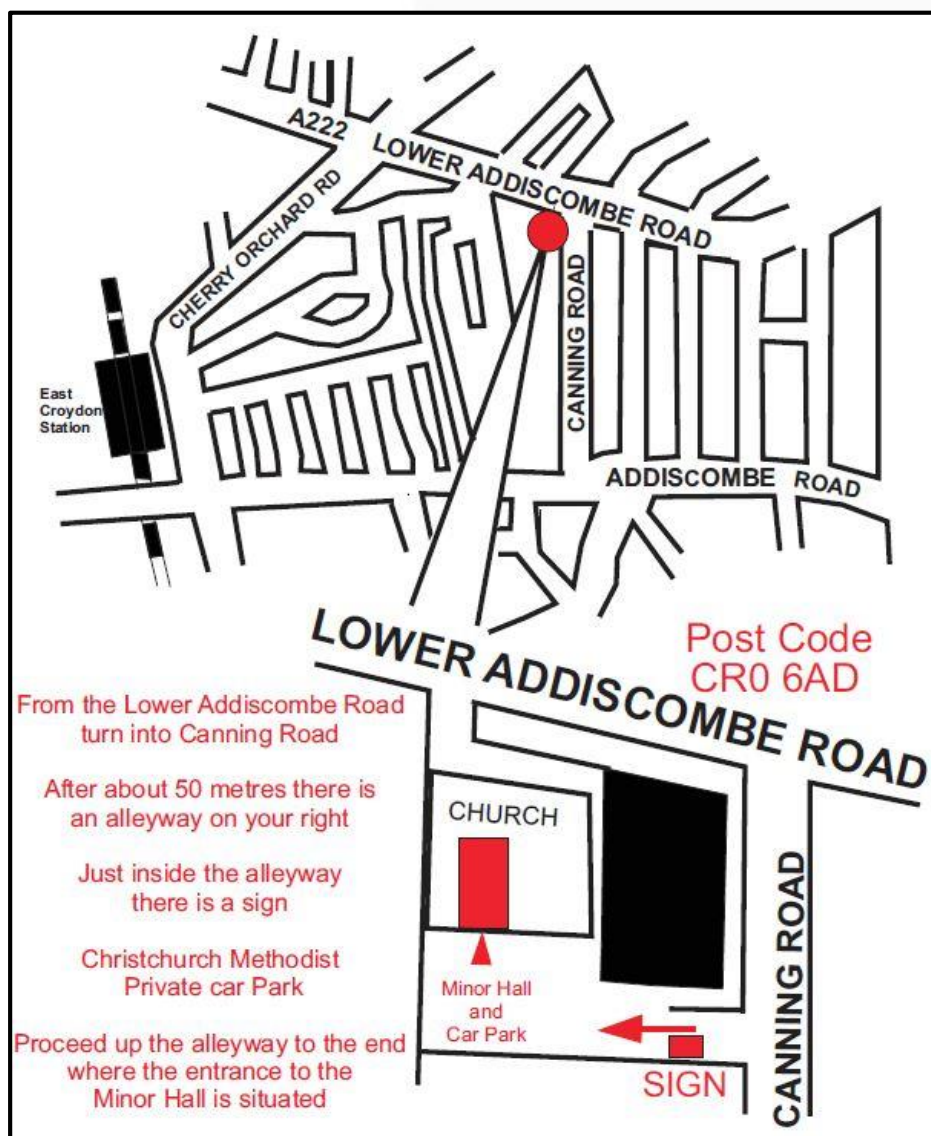 A222 LOWER ADDISCOMBE ROAD
CHERRY ORCHARD RD
CANNING ROAD
East
Croydon
Station
ADDISCOMBE ROAD
LOWER ADDISCOMBE ROAD
Post Code
CR0 6AD
From the Lower Addiscombe Road
turn into Canning Road
After about 50 metres there is
an alleyway on your right
Just inside the alleyway
there is a sign
Christchurch Methodist
Private car Park
Proceed up the alleyway to the end
where the entrance to the
Minor Hall is situated
CHURCH
Minor Hall
and
Car Park
SIGN
CANNING ROAD